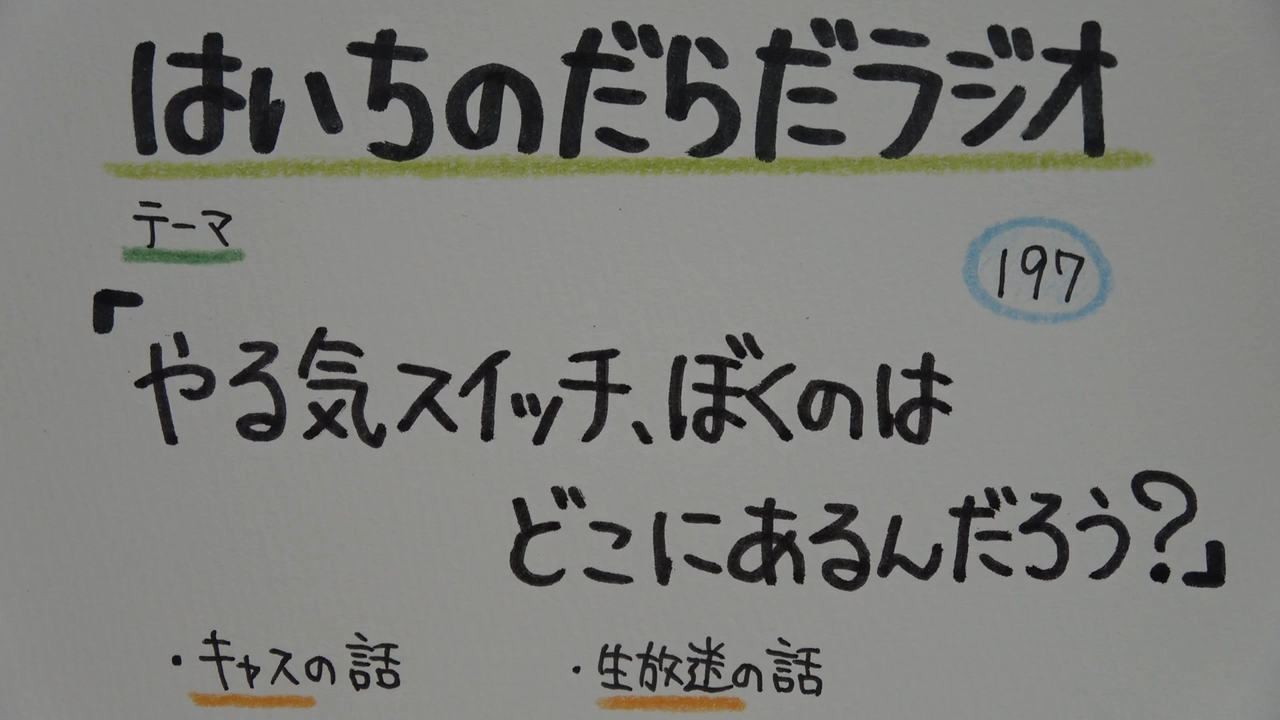 はいちのだらだラジオ
テーマ
197
「やる気スイッチ、ぼくのは
どこにあるんだろう?」
・キャスの話 ・生放送の話